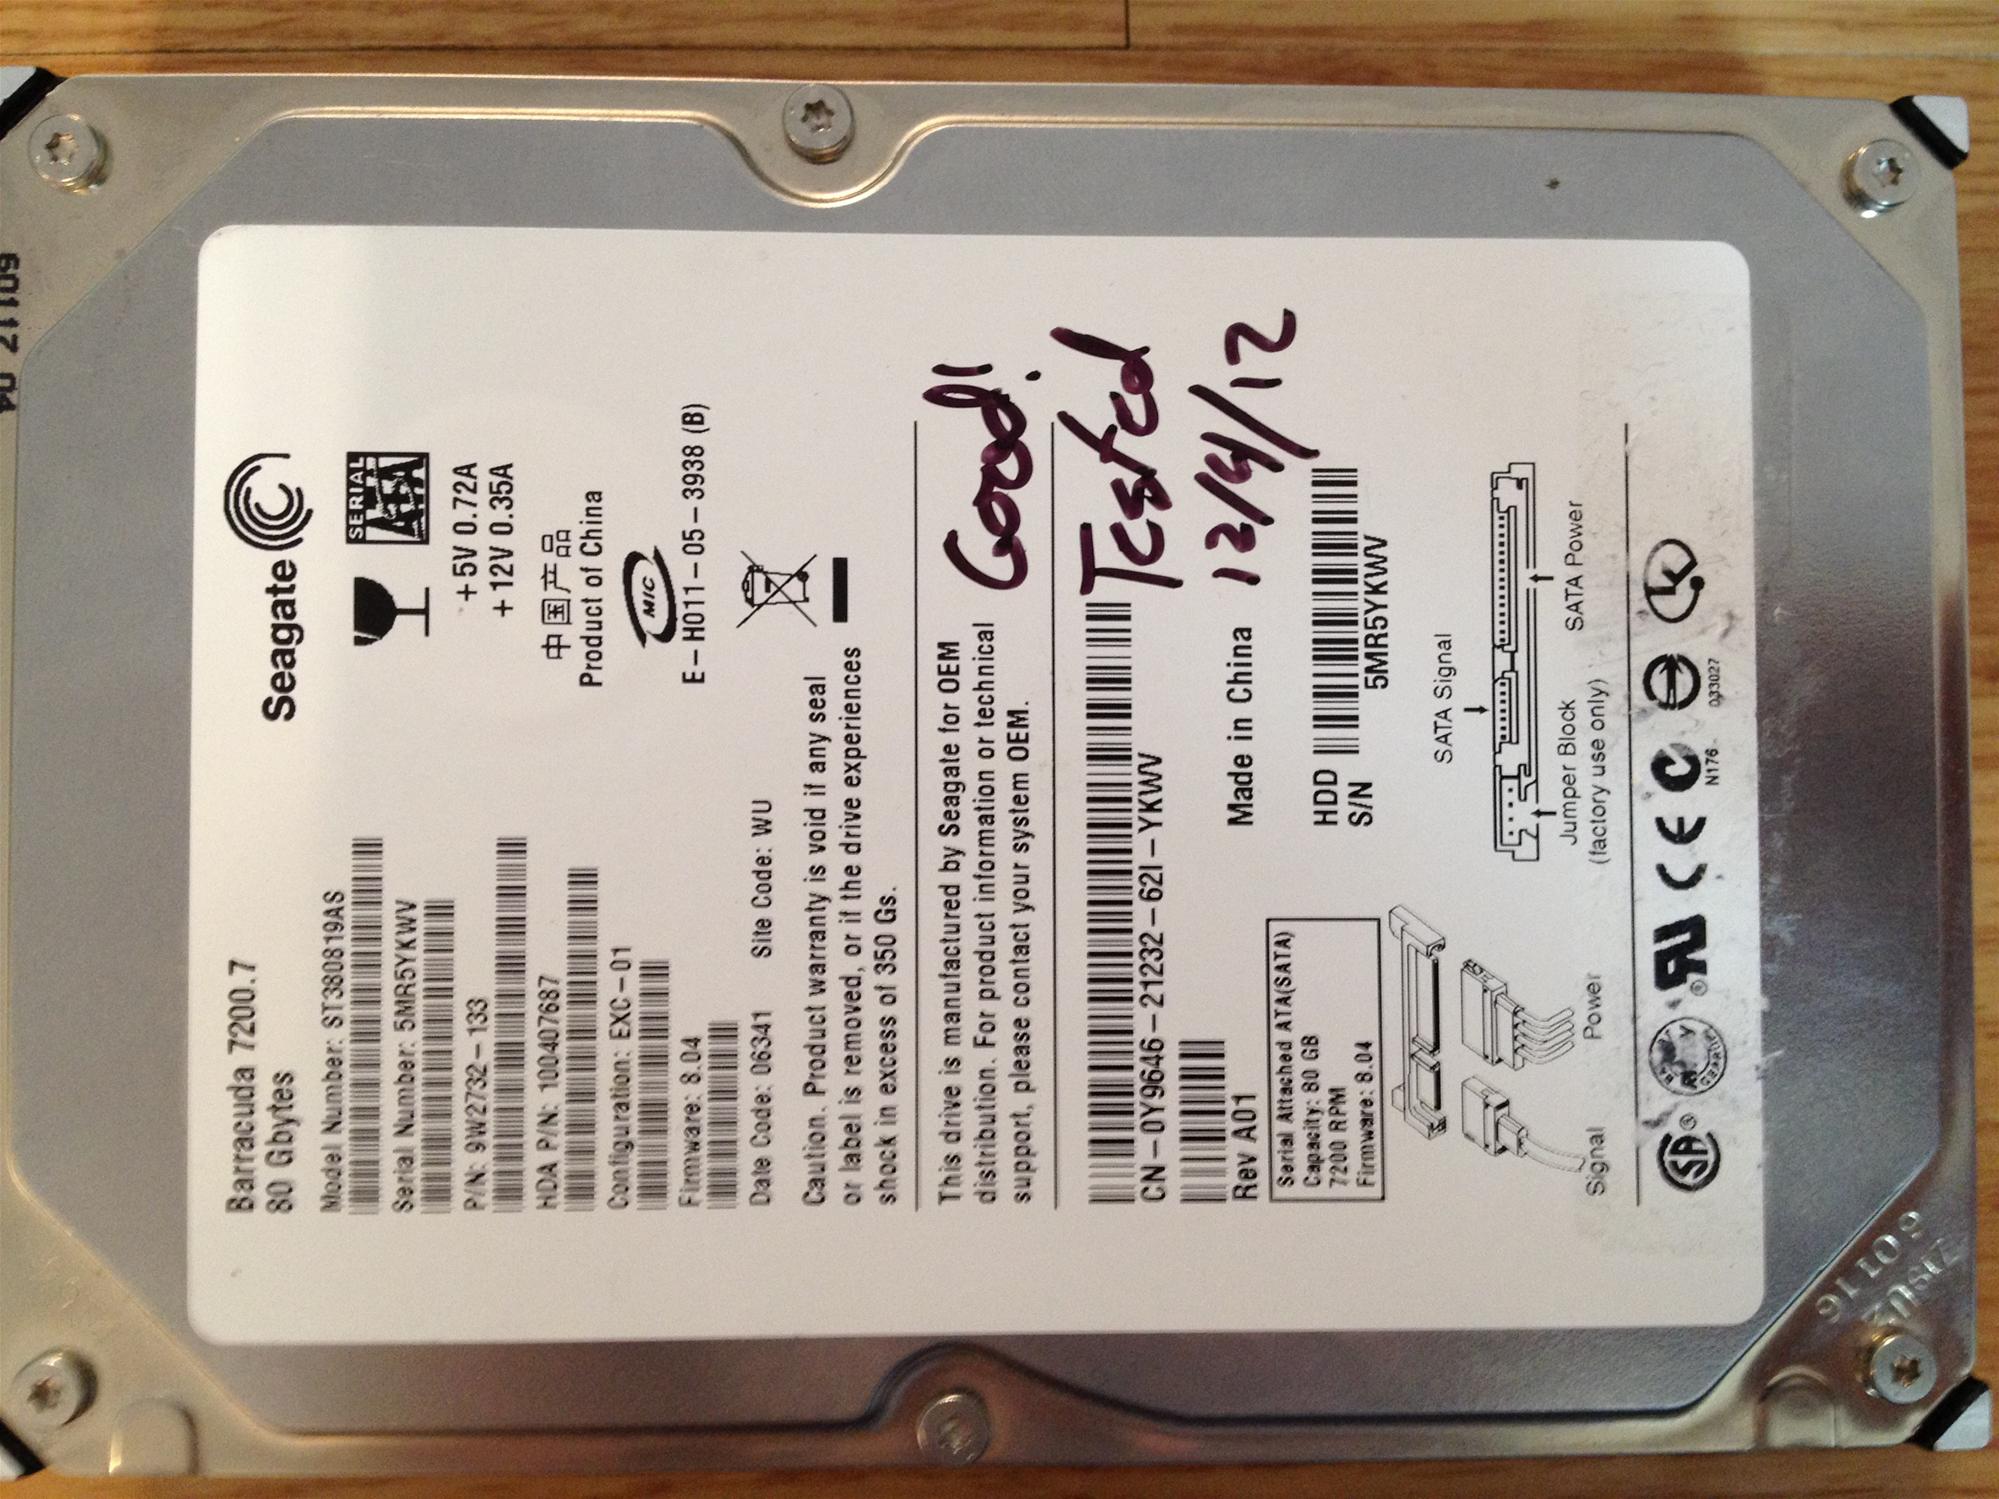 Seagate
Barracuda 7200.7
80 Gbytes
Model Number: ST380819AS
SERIAL
ATA
Serial Number: 5MR5YKWV
+5V 0.72A
+12V 0.35A
P/N: 9W2732-133
HDA P/N: 100407687
中国产品
Product of China
Configuration: EXC-01
MIC
Firmware: 8.04
E-H011-05-3938 (B)
Date Code: 06341 Site Code: WU
Caution. Product warranty is void if any seal
or label is removed, or if the drive experiences
shock in excess of 350 Gs.
This drive is manufactured by Seagate for OEM
distribution. For product information or technical
support, please contact your system OEM.
Good!
Tested
12/4/12
CN-0Y9646-21232-62I-YKWV
Rev A01
Made in China
Serial Attached ATA(SATA)
Capacity: 80 GB
7200 RPM
Firmware: 8.04
HDD
S/N
5MR5YKWV
SATA Signal
Jumper Block
(factory use only)
SATA Power
Signal
Power
N176
033027
60117
60116